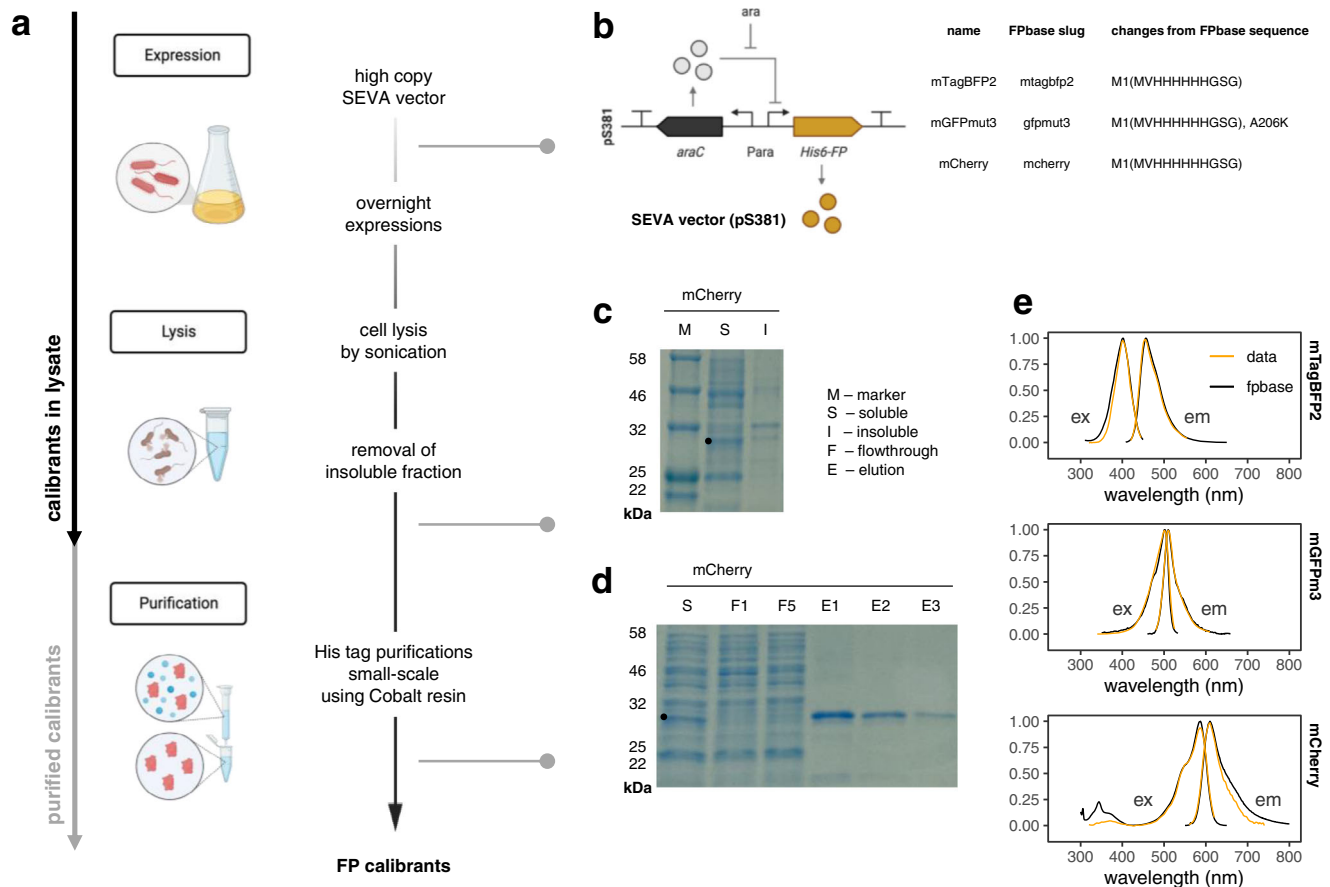 a
Expression
high copy
SEVA vector
overnight
expressions
Lysis
cell lysis
by sonication
removal of
insoluble fraction
Purification
His tag purifications
small-scale
using Cobalt resin
FP calibrants
calibrants in lysate
purified calibrants
b
ara
pS381
araC
Para
His6-FP
SEVA vector (pS381)
name FPbase slug changes from FPbase sequence
mTagBFP2 mtagbfp2 M1(MVHHHHHHGSG)
mGFPmut3 gfpmut3 M1(MVHHHHHHGSG), A206K
mCherry mcherry M1(MVHHHHHHGSG)
c
mCherry
M S I
58
46
32
25
22
kDa
M – marker
S – soluble
I – insoluble
F – flowthrough
E – elution
d
mCherry
S F1 F5 E1 E2 E3
58
46
32
25
22
kDa
e
1.00
0.75
0.50
0.25
0.00
ex
em
data
fpbase
mTagBFP2
300 400 500 600 700 800
wavelength (nm)
1.00
0.75
0.50
0.25
0.00
ex
em
mGFPm3
300 400 500 600 700 800
wavelength (nm)
1.00
0.75
0.50
0.25
0.00
ex
em
mCherry
300 400 500 600 700 800
wavelength (nm)